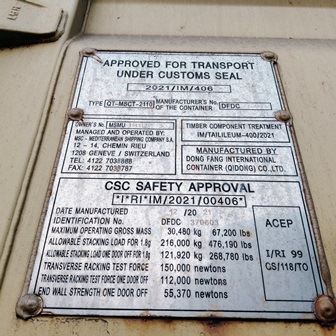 APPROVED FOR TRANSPORT
UNDER CUSTOMS SEAL
2021/IM/406
TYPE QT-MSCT-2110 MANUFACTURER'S No. OF THE CONTAINER DFDC
OWNER'S No. MSMU
MANAGED AND OPERATED BY:
MSC - MEDITERRANEAN SHIPPING COMPANY S.A.
12 - 14, CHEMIN RIEU
1208 GENEVE / SWITZERLAND
TEL: 4122 7038888
FAX: 4122 7038787
TIMBER COMPONENT TREATMENT
IM/TAILILEUM-400/2021
MANUFACTURED BY :
DONG FANG INTERNATIONAL
CONTAINER (QIDONG) CO.,LTD.
CSC SAFETY APPROVAL
*I*RI*IM/2021/00406*
DATE MANUFACTURED 20
IDENTIFICATION No. DFDC
MAXIMUM OPERATING GROSS MASS 30,480 kg 67,200 lbs
ALLOWABLE STACKING LOAD FOR 1.8g 216,000 kg 476,190 lbs
ALLOWABLE STACKING LOAD ONE DOOR OFF FOR 1.8g 121,920 kg 268,780 lbs
TRANSVERSE RACKING TEST FORCE 150,000 newtons
TRANSVERSE RACKING TEST FORCE ONE DOOR OFF 112,000 newtons
END WALL STRENGTH ONE DOOR OFF 55,370 newtons
ACEP
I/RI 99
GS/118/TO